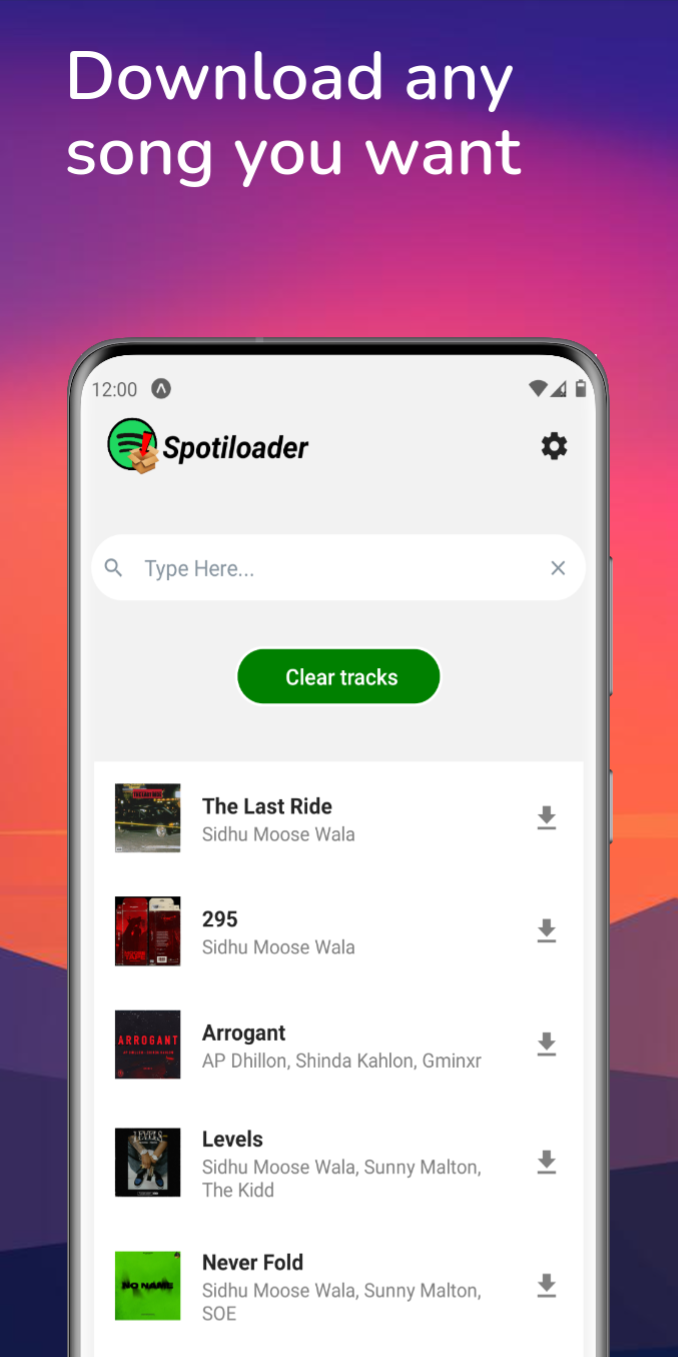 Download any
song you want
12:00
Spotiloader
Type Here...
Clear tracks
The Last Ride
Sidhu Moose Wala
295
Sidhu Moose Wala
ARROGANT
Arrogant
AP Dhillon, Shinda Kahlon, Gminxr
LEVELS
Levels
Sidhu Moose Wala, Sunny Malton,
The Kidd
NO NAME
Never Fold
Sidhu Moose Wala, Sunny Malton,
SOE